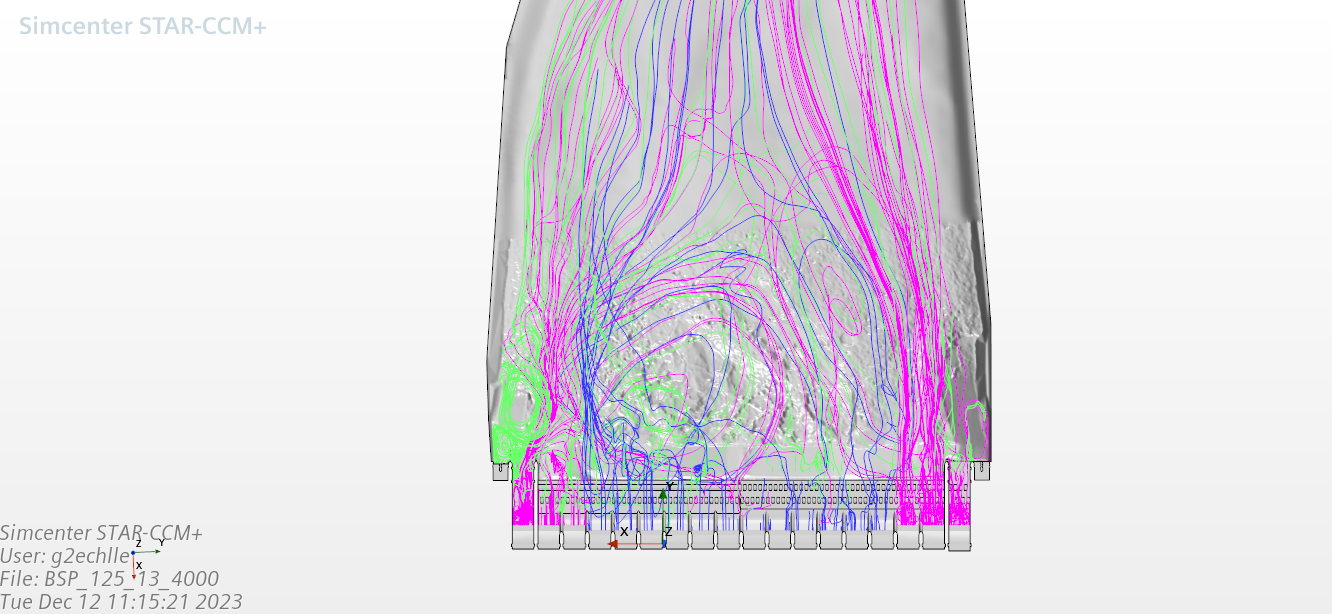 Simcenter STAR-CCM+
Y
X
Z
Simcenter STAR-CCM+
User: g2echlle
Z
Y
X
File: BSP_125_13_4000
Tue Dec 12 11:15:21 2023